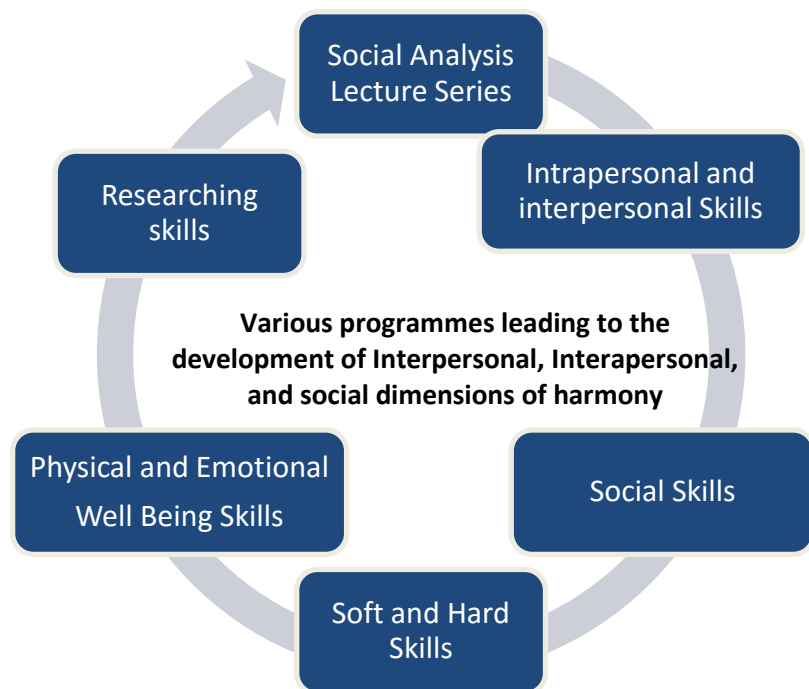 Social Analysis
Lecture Series
Intrapersonal and
interpersonal Skills
Researching
skills
Various programmes leading to the
development of Interpersonal, Interapersonal,
and social dimensions of harmony
Physical and Emotional
Well Being Skills
Social Skills
Soft and Hard
Skills